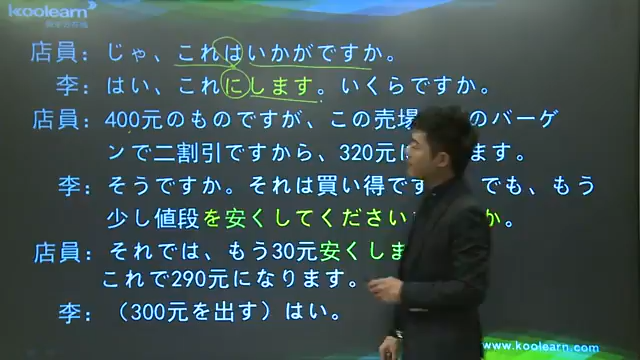 koolearn
店員：じゃ、これはいかがですか。
李：はい、これにします。いくらですか。
店員：400元のものですが、この売場 のバーゲ
ンで二割引ですから、320元に ます。
李：そうですか。それは買い得です でも、もう
少し値段を安くしてください か。
店員：それでは、もう30元安くしま
これで290元になります。
李：（300元を出す）はい。
www.koolearn.com